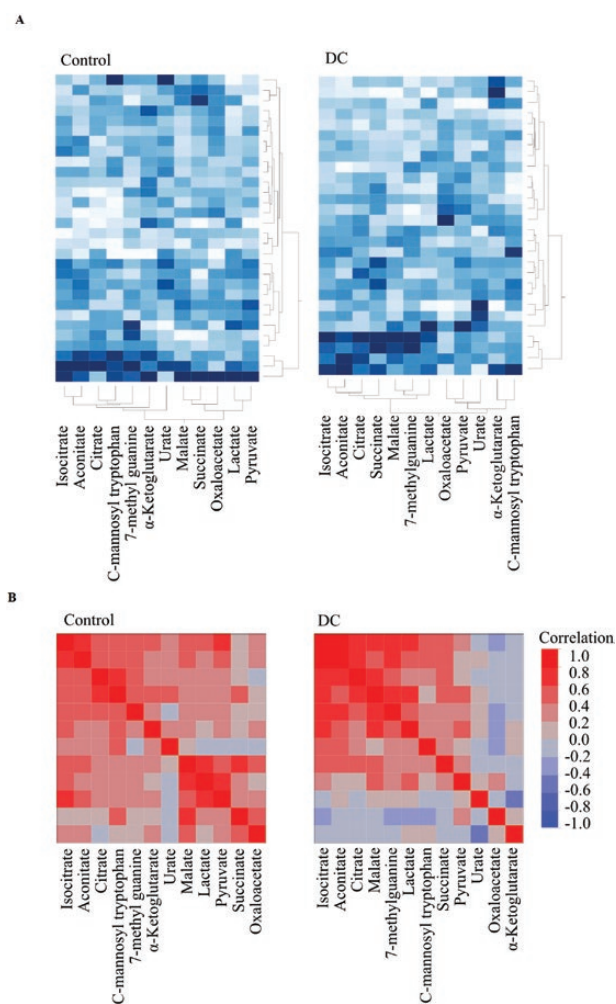 A
Control
DC
Isocitrate
Aconitate
Citrate
C-mannosyl tryptophan
7-methyl guanine
α-Ketoglutarate
Urate
Malate
Succinate
Oxaloacetate
Lactate
Pyruvate
Isocitrate
Aconitate
Citrate
Succinate
Malate
7-methylguanine
Lactate
Oxaloacetate
Pyruvate
Urate
α-Ketoglutarate
C-mannosyl tryptophan
B
Control
DC
Correlation
1.0
0.8
0.6
0.4
0.2
0.0
-0.2
-0.4
-0.6
-0.8
-1.0
Isocitrate
Aconitate
Citrate
C-mannosyl tryptophan
7-methyl guanine
α-Ketoglutarate
Urate
Malate
Lactate
Pyruvate
Succinate
Oxaloacetate
Isocitrate
Aconitate
Citrate
Malate
7-methylguanine
Lactate
C-mannosyl tryptophan
Succinate
Pyruvate
Urate
Oxaloacetate
α-Ketoglutarate